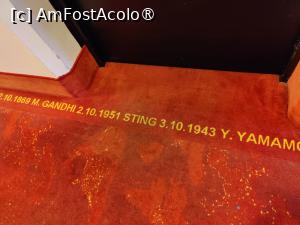 [c] AmFostAcolo®
2.10.1869 M. GANDHI 2.10.1951 STING 3.10.1943 Y. YAMAMO